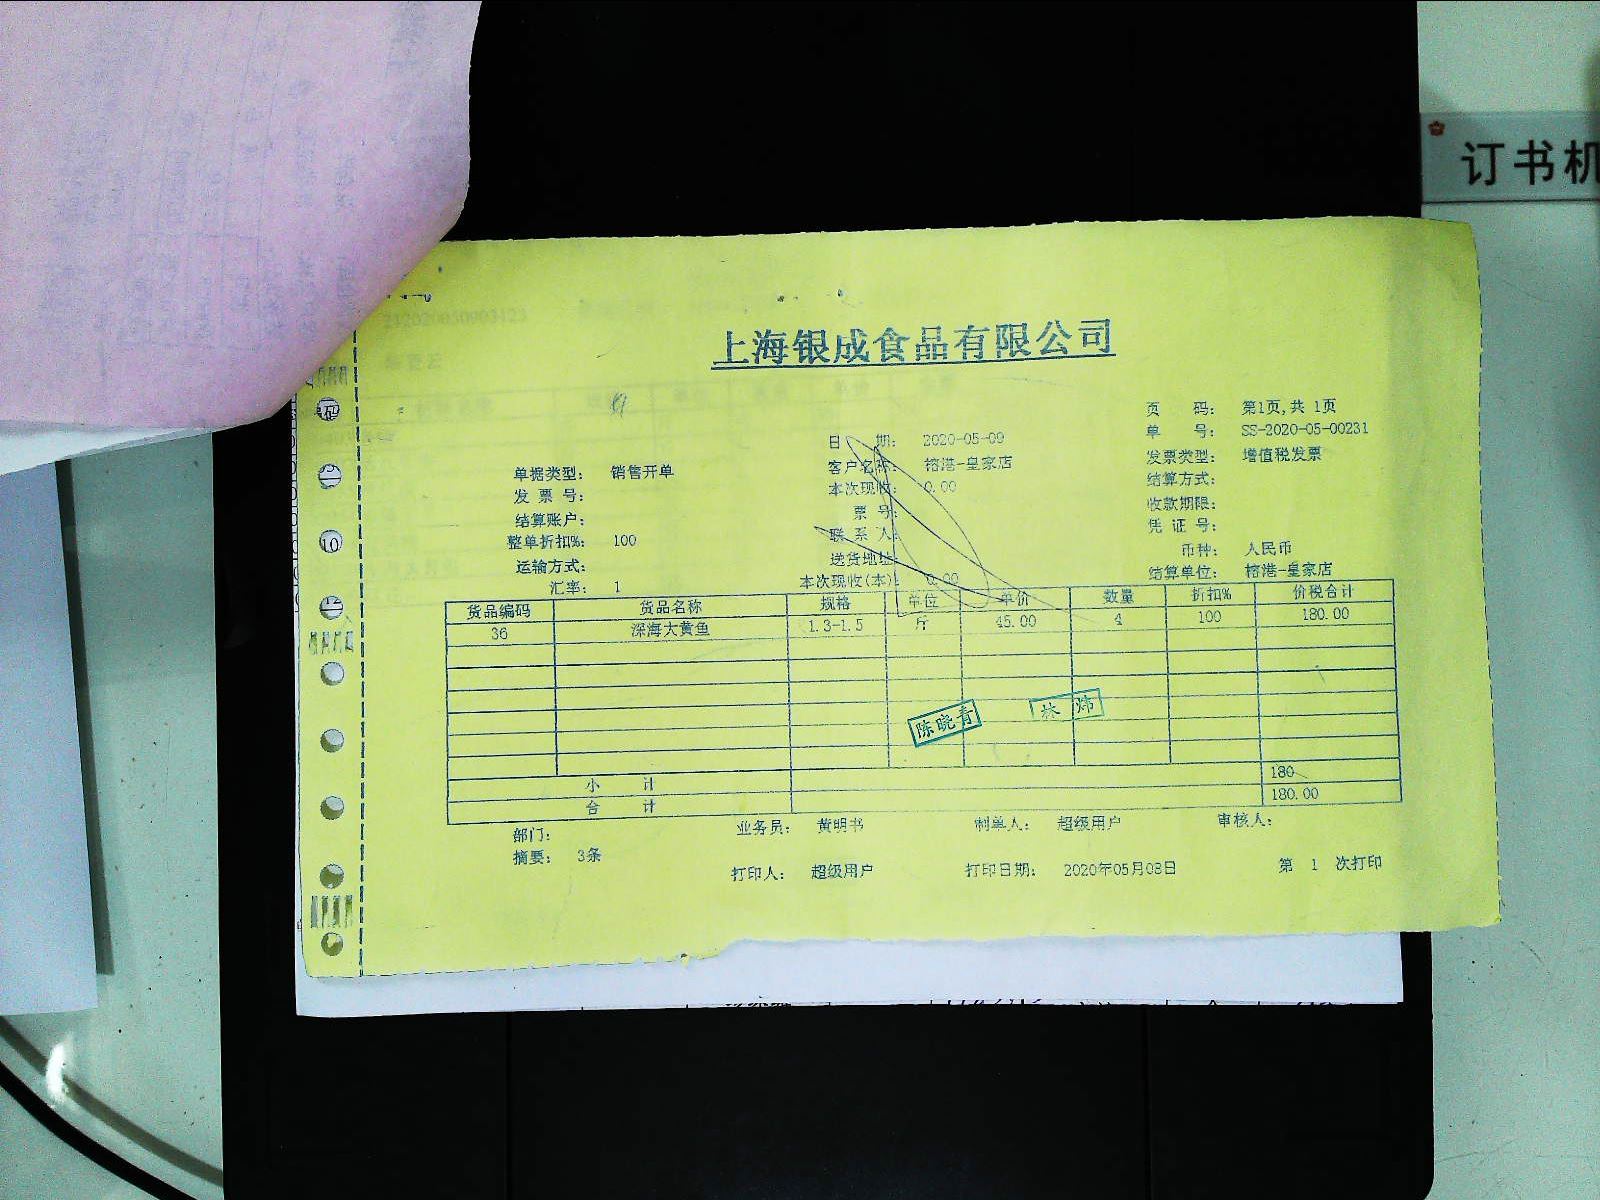 订书机
上海银成食品有限公司
页 码： 第1页,共 1页
日 期： 2020-05-09 单 号： SS-2020-05-00231
单据类型： 销售开单 客户名称： 榕港-皇家店 发票类型： 增值税发票
发 票 号： 本次现收： 0.00 结算方式：
结算账户： 票 号： 收款期限：
整单折扣%： 100 联 系 人： 凭 证 号：
运输方式： 送货地址： 币种： 人民币
汇率： 1 本次现收(本)： 0.00 结算单位： 榕港-皇家店
货品编码 货品名称 规格 单位 单价 数量 折扣% 价税合计
36 深海大黄鱼 1.3-1.5 斤 45.00 4 100 180.00
陈晓青 林炜
小 计 180
合 计 180.00
部门： 业务员： 黄明书 制单人： 超级用户 审核人：
摘要： 3条
打印人： 超级用户 打印日期： 2020年05月08日 第 1 次打印